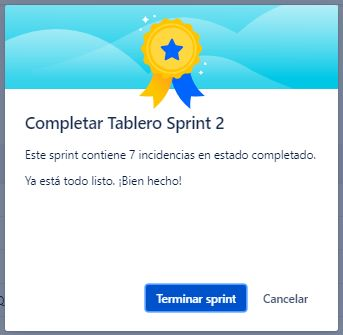 Completar Tablero Sprint 2
Este sprint contiene 7 incidencias en estado completado.
Ya está todo listo. ¡Bien hecho!
Terminar sprint
Cancelar